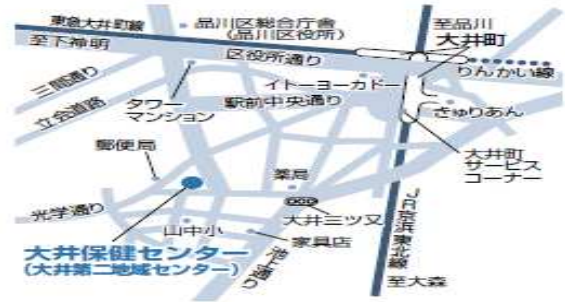 東急大井町線
品川区総合庁舎
(品川区役所)
至品川
至下神明
区役所通り
大井町
りんかい線
三間通り
イトーヨーカドー
立会道路
タワー
マンション
駅前中央通り
きゅりあん
郵便局
大井町
サービス
コーナー
薬局
光学通り
山中小
大井三ツ又
JR京浜東北線
大井保健センター
(大井第二地域センター)
家具店
池上通り
至大森